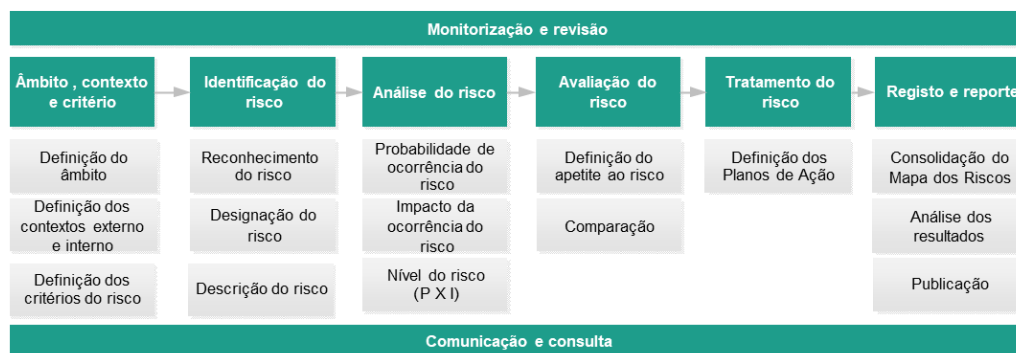 Monitorização e revisão
Âmbito , contexto
e critério
Identificação do
risco
Análise do risco
Avaliação do
risco
Tratamento do
risco
Registo e reporte
Definição do
âmbito
Definição dos
contextos externo
e interno
Definição dos
critérios do risco
Reconhecimento
do risco
Designação do
risco
Descrição do risco
Probabilidade de
ocorrência do
risco
Impacto da
ocorrência do
risco
Nível do risco
(P X I)
Definição do
apetite ao risco
Comparação
Definição dos
Planos de Ação
Consolidação do
Mapa dos Riscos
Análise dos
resultados
Publicação
Comunicação e consulta